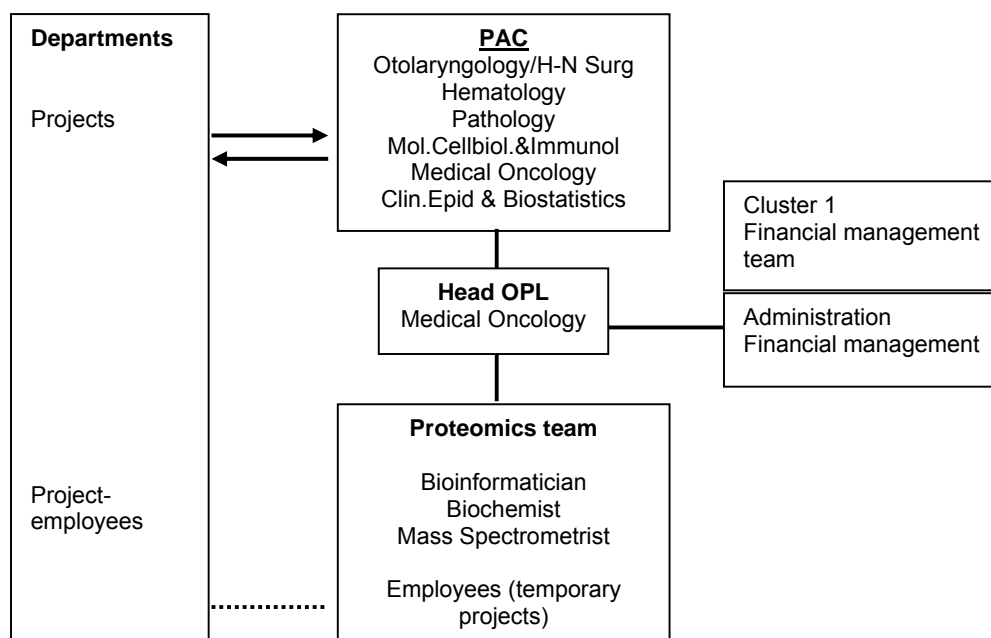 Departments
Projects
Project-
employees
PAC
Otolaryngology/H-N Surg
Hematology
Pathology
Mol.Cellbiol.&Immunol
Medical Oncology
Clin.Epid & Biostatistics
Head OPL
Medical Oncology
Cluster 1
Financial management
team
Administration
Financial management
Proteomics team
Bioinformatician
Biochemist
Mass Spectrometrist
Employees (temporary
projects)